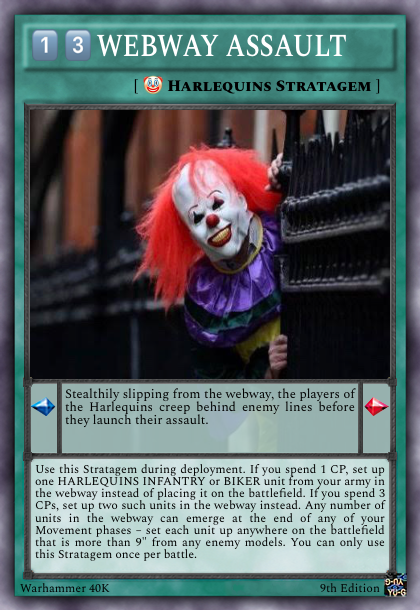 1 3 WEBWAY ASSAULT
[ 🤡 HARLEQUINS STRATAGEM ]
Stealthily slipping from the webway, the players of
the Harlequins creep behind enemy lines before
they launch their assault.
Use this Stratagem during deployment. If you spend 1 CP, set up
one HARLEQUINS INFANTRY or BIKER unit from your army in
the webway instead of placing it on the battlefield. If you spend 3
CPs, set up two such units in the webway instead. Any number of
units in the webway can emerge at the end of any of your
Movement phases – set each unit up anywhere on the battlefield
that is more than 9" from any enemy models. You can only use
this Stratagem once per battle.
Warhammer 40K 9th Edition
YU-G